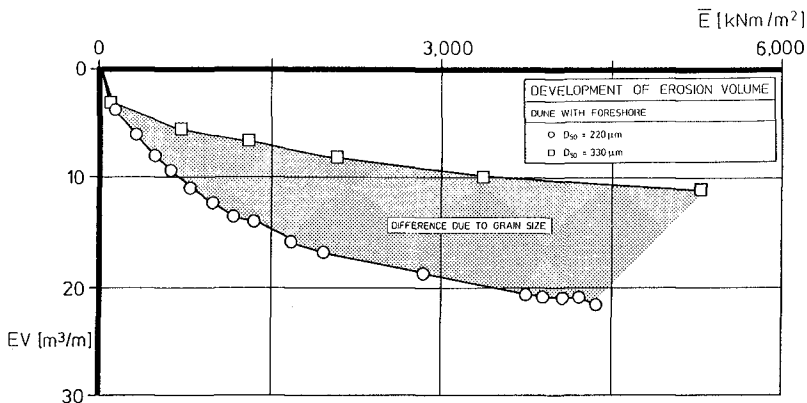 E̅ [kNm/m²]
0 3,000 6,000
0
DEVELOPMENT OF EROSION VOLUME
DUNE WITH FORESHORE
○ D₅₀ = 220 µm
□ D₅₀ = 330 µm
10
DIFFERENCE DUE TO GRAIN SIZE
20
EV [m³/m]
30